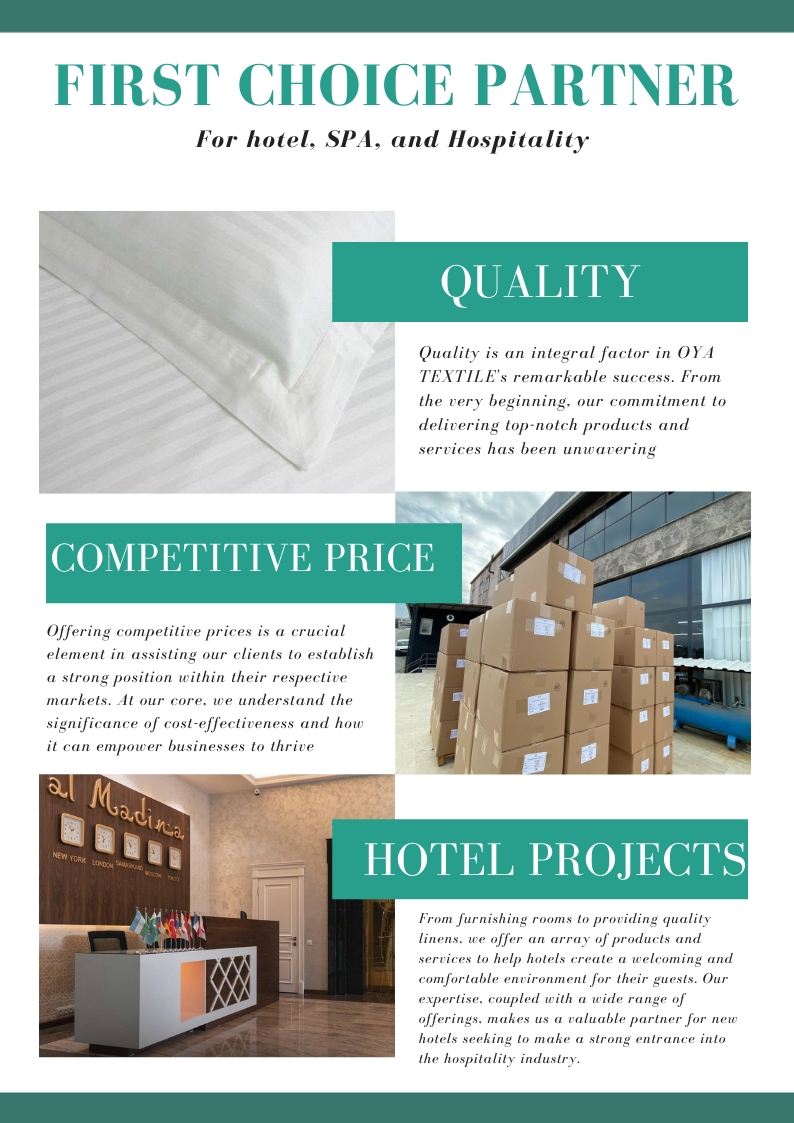 FIRST CHOICE PARTNER
For hotel, SPA, and Hospitality
QUALITY
Quality is an integral factor in OYA
TEXTILE's remarkable success. From
the very beginning, our commitment to
delivering top-notch products and
services has been unwavering
COMPETITIVE PRICE
Offering competitive prices is a crucial
element in assisting our clients to establish
a strong position within their respective
markets. At our core, we understand the
significance of cost-effectiveness and how
it can empower businesses to thrive
al Madina
NEW YORK LONDON SAMARKAND MOSCOW TOKYO
HOTEL PROJECTS
From furnishing rooms to providing quality
linens, we offer an array of products and
services to help hotels create a welcoming and
comfortable environment for their guests. Our
expertise, coupled with a wide range of
offerings, makes us a valuable partner for new
hotels seeking to make a strong entrance into
the hospitality industry.